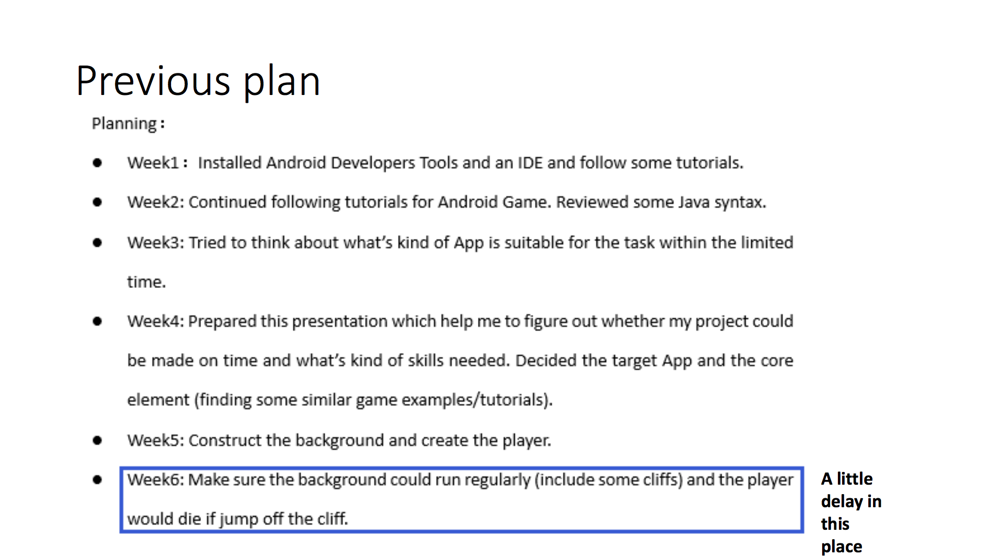 Previous plan
Planning：
● Week1：Installed Android Developers Tools and an IDE and follow some tutorials.
● Week2: Continued following tutorials for Android Game. Reviewed some Java syntax.
● Week3: Tried to think about what’s kind of App is suitable for the task within the limited
time.
● Week4: Prepared this presentation which help me to figure out whether my project could
be made on time and what’s kind of skills needed. Decided the target App and the core
element (finding some similar game examples/tutorials).
● Week5: Construct the background and create the player.
● Week6: Make sure the background could run regularly (include some cliffs) and the player
would die if jump off the cliff.
A little
delay in
this
place